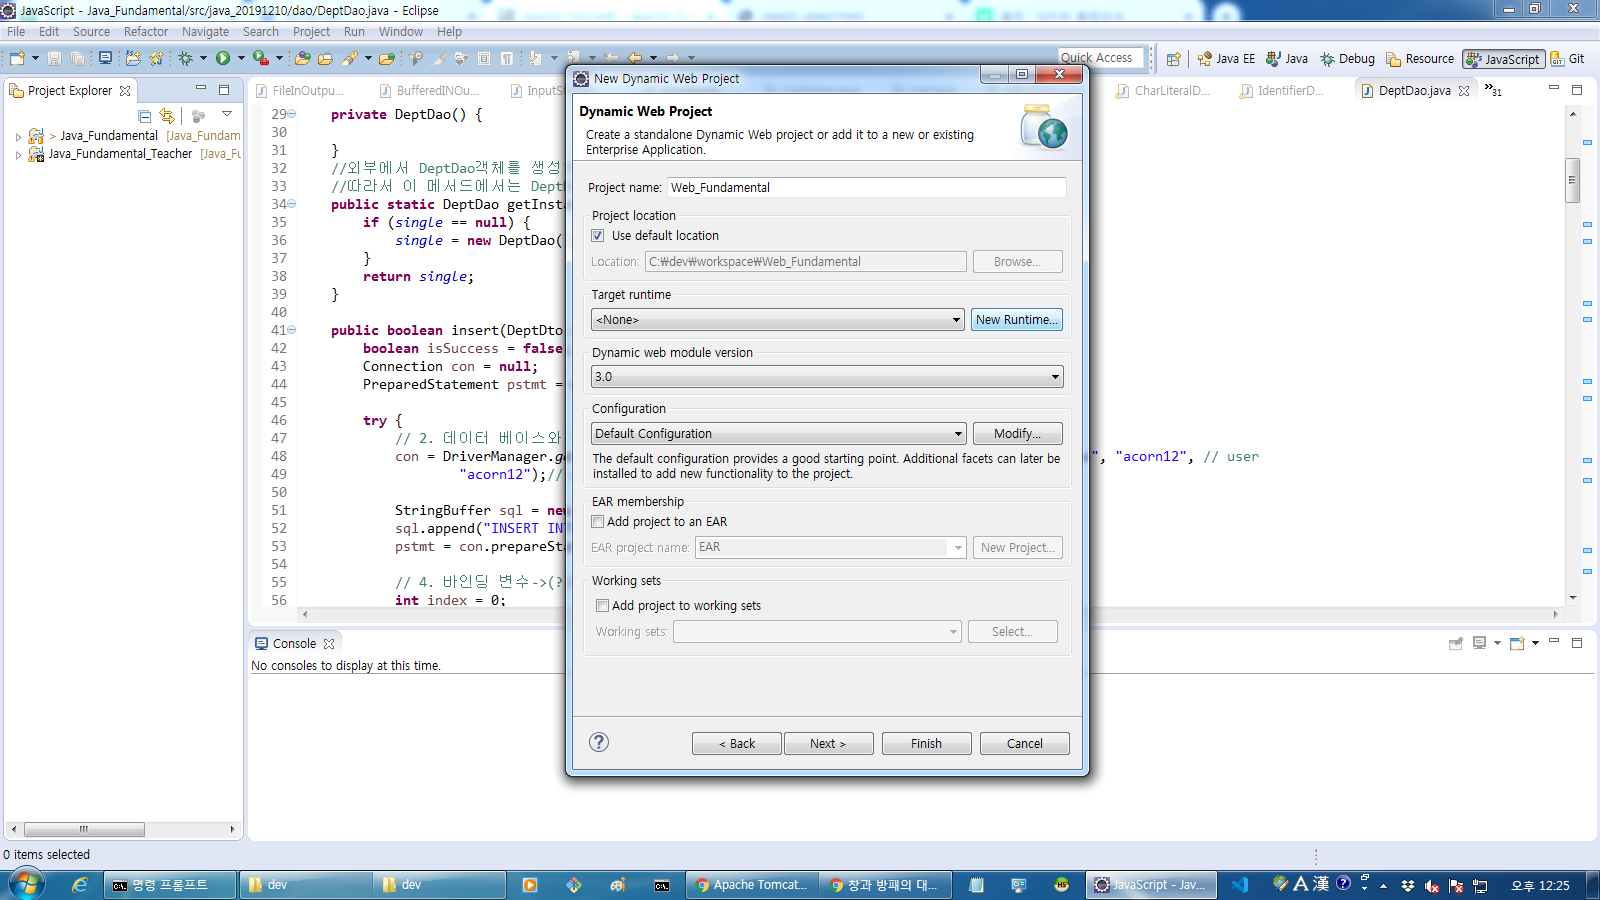 JavaScript - Java_Fundamental/src/java_20191210/dao/DeptDao.java - Eclipse
File Edit Source Refactor Navigate Search Project Run Window Help
Quick Access
Java EE
Java
Debug
Resource
JavaScript
Git
Project Explorer
> Java_Fundamental [Java_Fundam
Java_Fundamental_Teacher [Java_Fu
FileInOutpu...
BufferedINOu...
InputS
CharLiteralD...
IdentifierD...
DeptDao.java
»31
29 private DeptDao() {
30
31 }
32 //외부에서 DeptDao객체를 생성
33 //따라서 이 메서드에서는 Dept
34 public static DeptDao getInsta
35 if (single == null) {
36 single = new DeptDao(
37 }
38 return single;
39 }
40
41 public boolean insert(DeptDto
42 boolean isSuccess = false
43 Connection con = null;
44 PreparedStatement pstmt =
45
46 try {
47 // 2. 데이터 베이스와
48 con = DriverManager.ge
", "acorn12", // user
49 "acorn12");//
50
51 StringBuffer sql = new
52 sql.append("INSERT IN
53 pstmt = con.prepareSta
54
55 // 4. 바인딩 변수->(?
56 int index = 0;
Console
No consoles to display at this time.
New Dynamic Web Project
Dynamic Web Project
Create a standalone Dynamic Web project or add it to a new or existing
Enterprise Application.
Project name: Web_Fundamental
Project location
Use default location
Location: C:₩dev₩workspace₩Web_Fundamental Browse...
Target runtime
<None> New Runtime...
Dynamic web module version
3.0
Configuration
Default Configuration Modify...
The default configuration provides a good starting point. Additional facets can later be
installed to add new functionality to the project.
EAR membership
Add project to an EAR
EAR project name: EAR New Project...
Working sets
Add project to working sets
Working sets: Select...
< Back Next > Finish Cancel
0 items selected
명령 프롬프트
dev
dev
Apache Tomcat...
창과 방패의 대...
JavaScript - Jav...
A 漢
오후 12:25